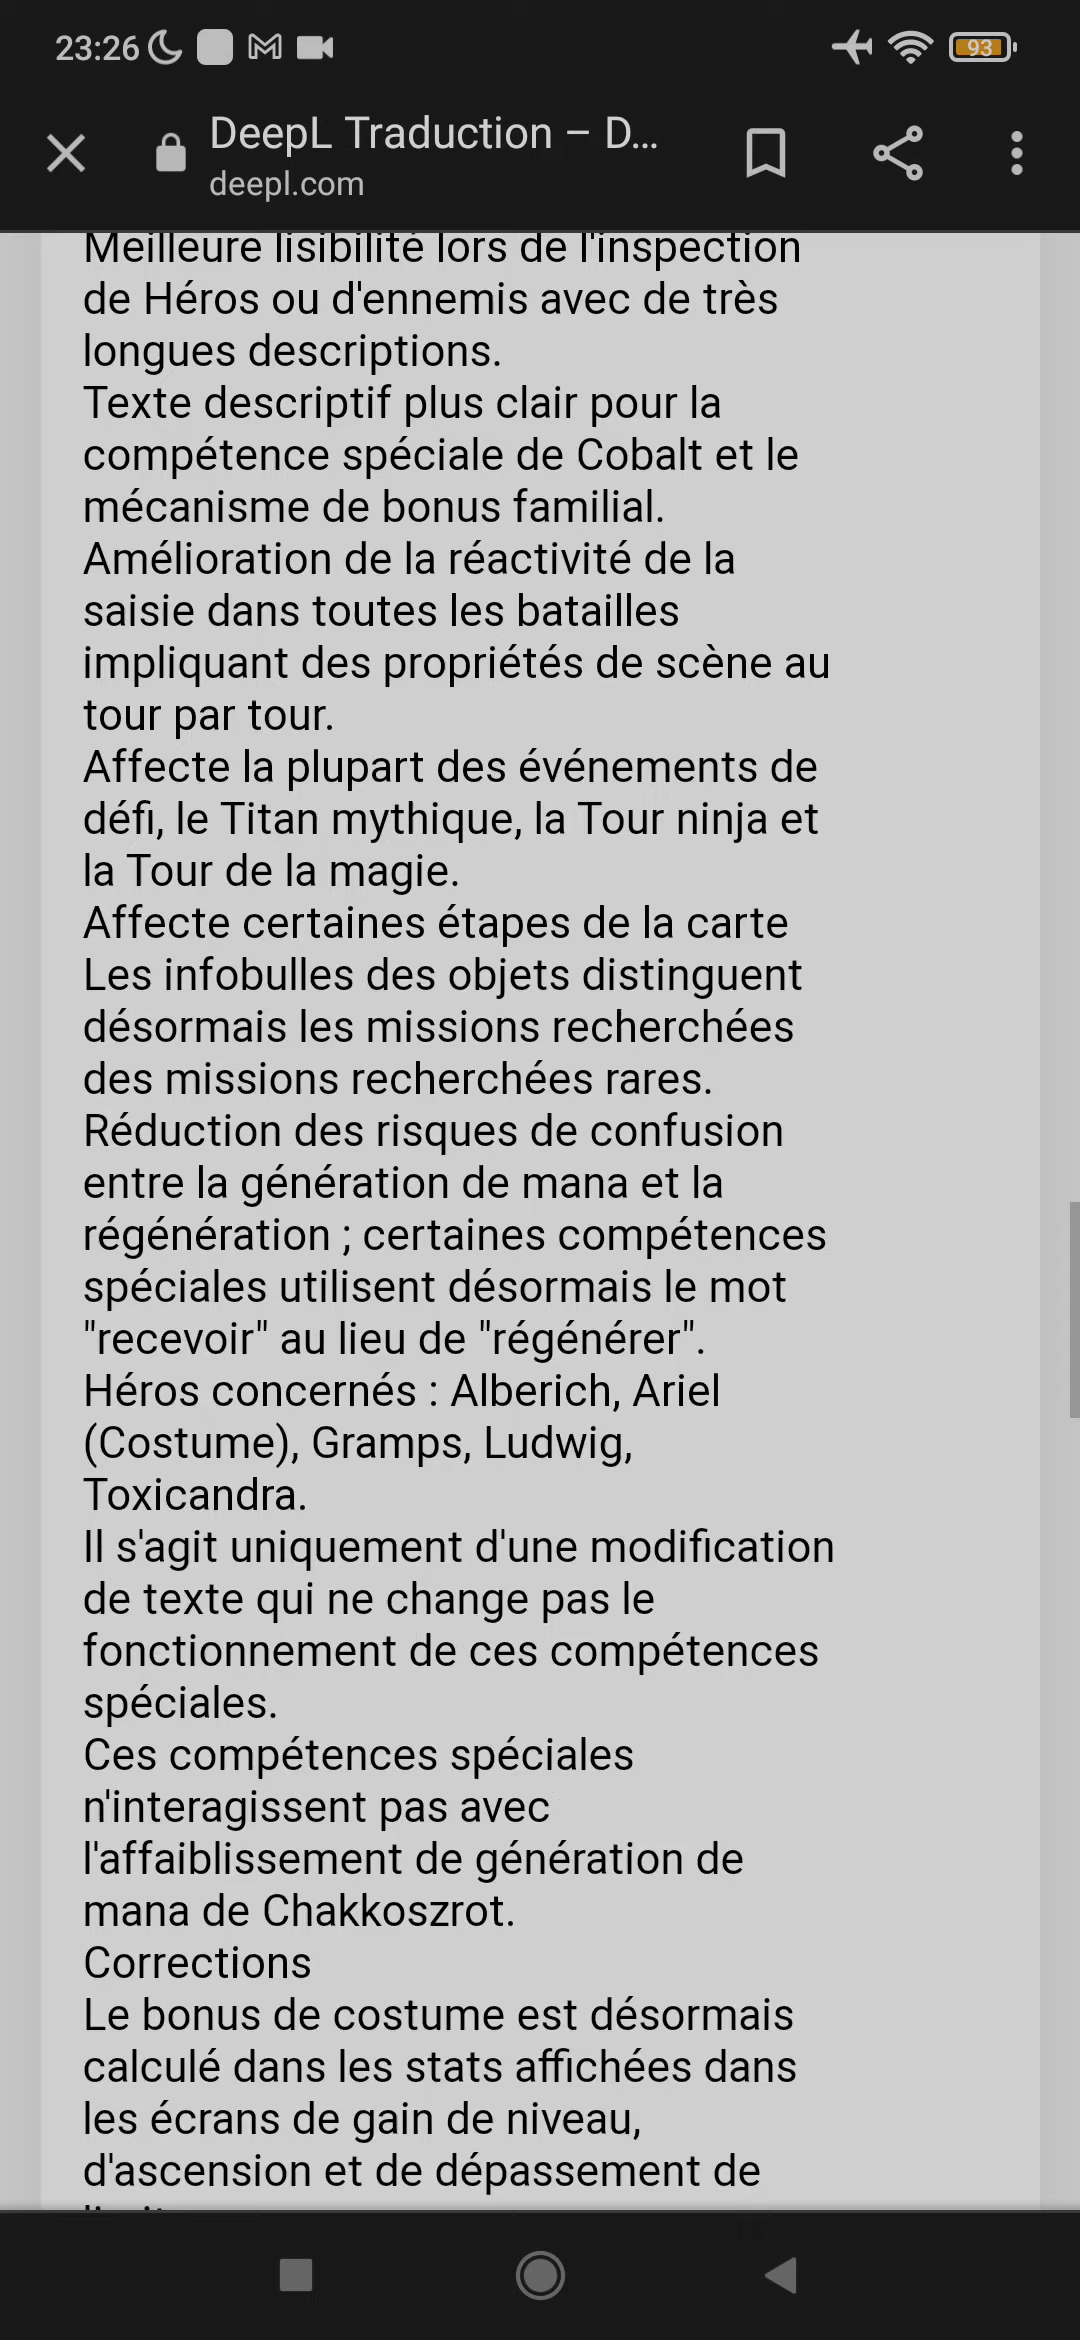 23:26
93
DeepL Traduction – D...
deepl.com
Meilleure lisibilité lors de l'inspection
de Héros ou d'ennemis avec de très
longues descriptions.
Texte descriptif plus clair pour la
compétence spéciale de Cobalt et le
mécanisme de bonus familial.
Amélioration de la réactivité de la
saisie dans toutes les batailles
impliquant des propriétés de scène au
tour par tour.
Affecte la plupart des événements de
défi, le Titan mythique, la Tour ninja et
la Tour de la magie.
Affecte certaines étapes de la carte
Les infobulles des objets distinguent
désormais les missions recherchées
des missions recherchées rares.
Réduction des risques de confusion
entre la génération de mana et la
régénération ; certaines compétences
spéciales utilisent désormais le mot
"recevoir" au lieu de "régénérer".
Héros concernés : Alberich, Ariel
(Costume), Gramps, Ludwig,
Toxicandra.
Il s'agit uniquement d'une modification
de texte qui ne change pas le
fonctionnement de ces compétences
spéciales.
Ces compétences spéciales
n'interagissent pas avec
l'affaiblissement de génération de
mana de Chakkoszrot.
Corrections
Le bonus de costume est désormais
calculé dans les stats affichées dans
les écrans de gain de niveau,
d'ascension et de dépassement de